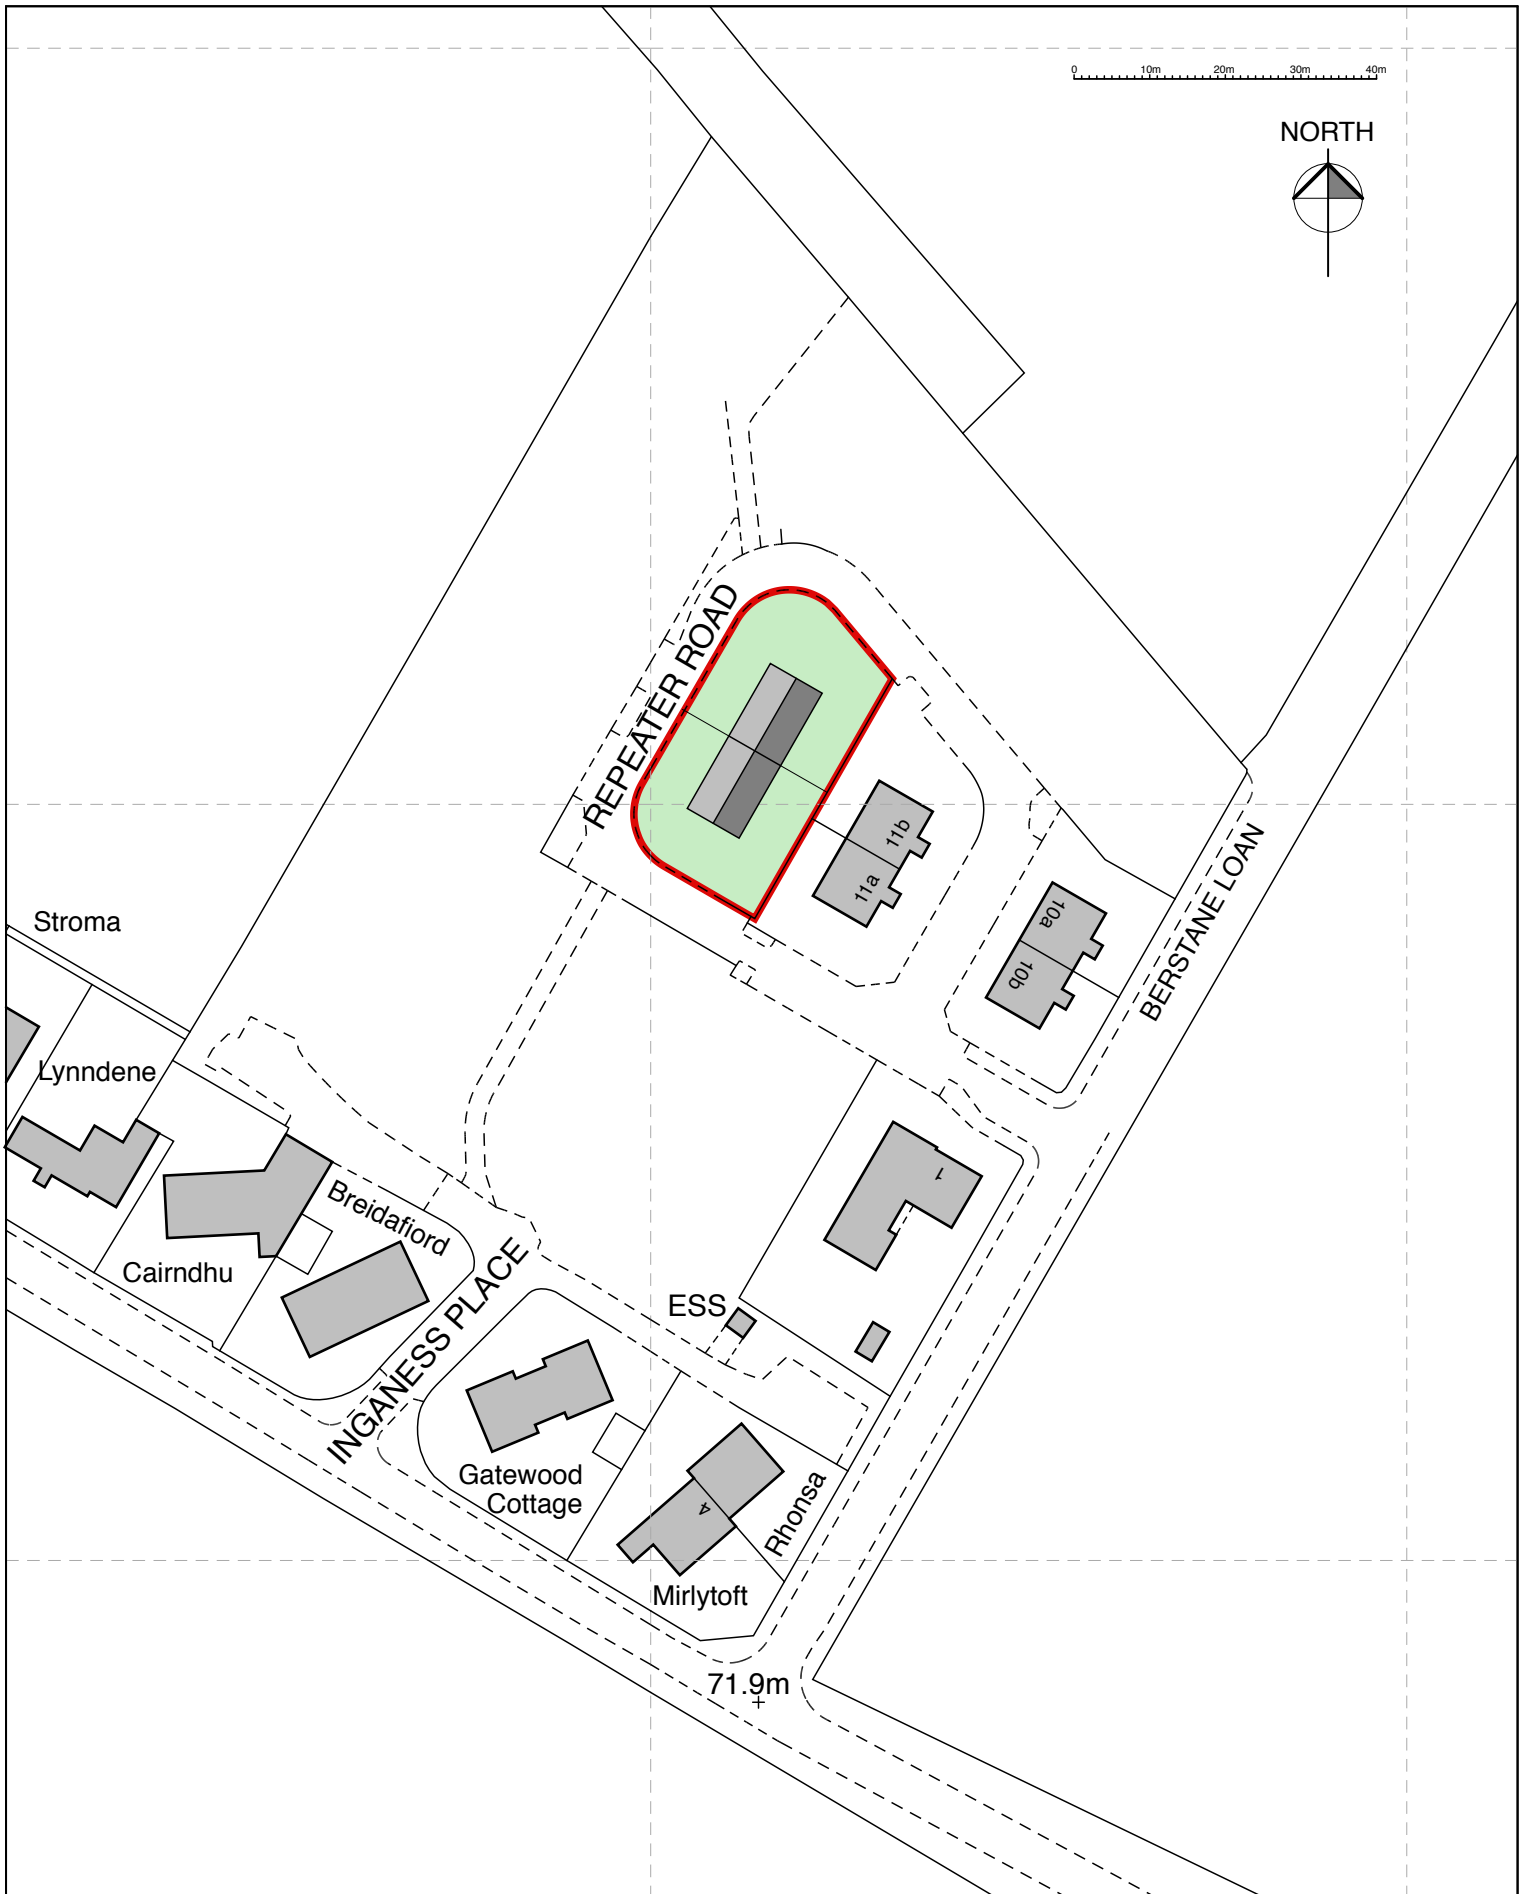 0 10m 20m 30m 40m
NORTH
REPEATER ROAD
11b
11a
10a
10b
BERSTANE LOAN
Stroma
Lynndene
Breidafiord
Cairndhu
INGANESS PLACE
1
ESS
Gatewood
Cottage
4
Rhonsa
Mirlytoft
71.9m